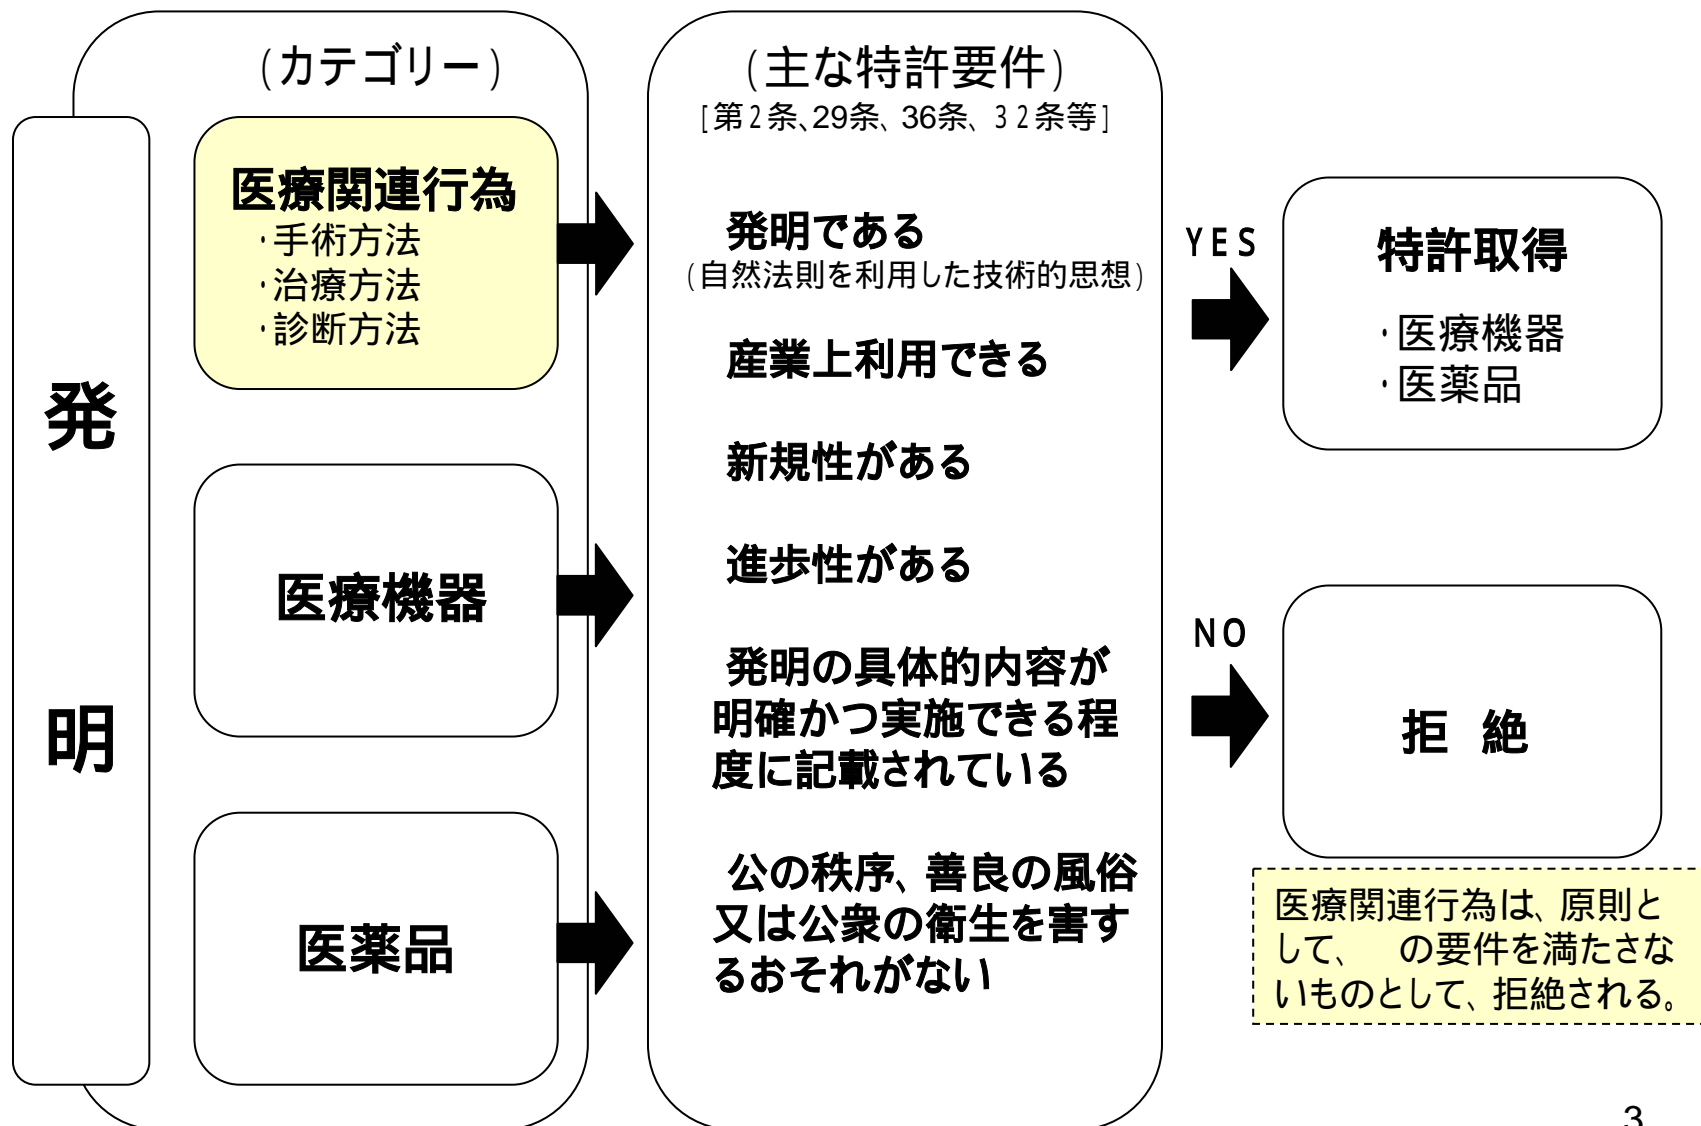 発
明
(カテゴリー)
医療関連行為
・手術方法
・治療方法
・診断方法
医療機器
医薬品
(主な特許要件)
[第2条、29条、36条、32条等]
発明である
(自然法則を利用した技術的思想)
産業上利用できる
新規性がある
進歩性がある
発明の具体的内容が
明確かつ実施できる程
度に記載されている
公の秩序、善良の風俗
又は公衆の衛生を害す
るおそれがない
YES
特許取得
・医療機器
・医薬品
NO
拒 絶
医療関連行為は、原則と
して、 の要件を満たさな
いものとして、拒絶される。
3